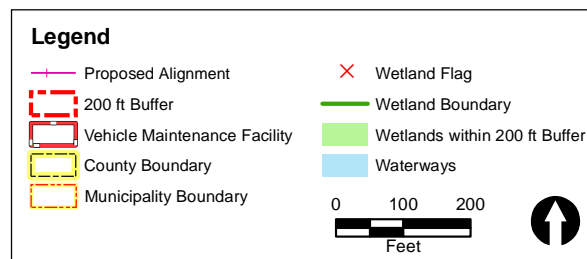 Legend
Proposed Alignment
200 ft Buffer
Vehicle Maintenance Facility
County Boundary
Municipality Boundary
Wetland Flag
Wetland Boundary
Wetlands within 200 ft Buffer
Waterways
0 100 200
Feet